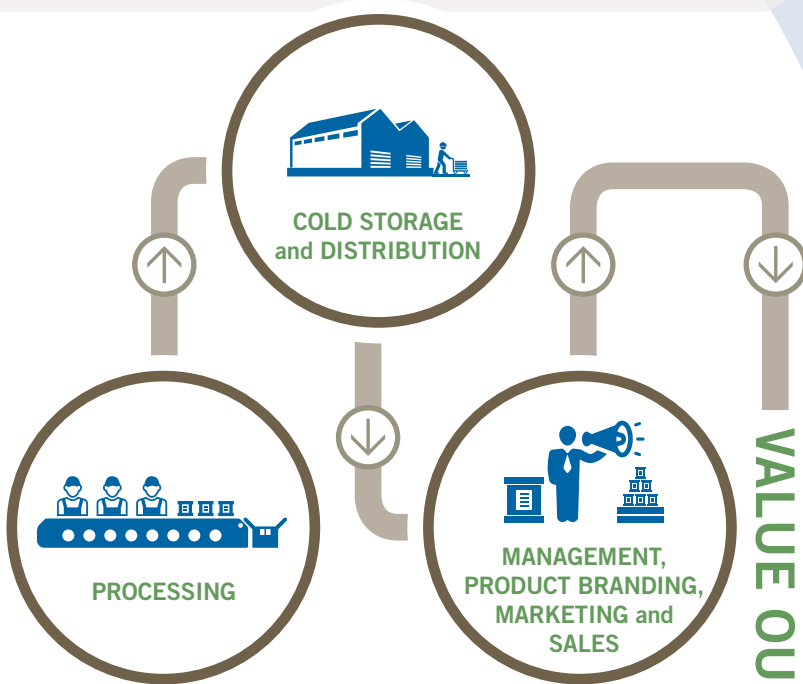 COLD STORAGE
and DISTRIBUTION
PROCESSING
MANAGEMENT,
PRODUCT BRANDING,
MARKETING and
SALES
VALUE OU